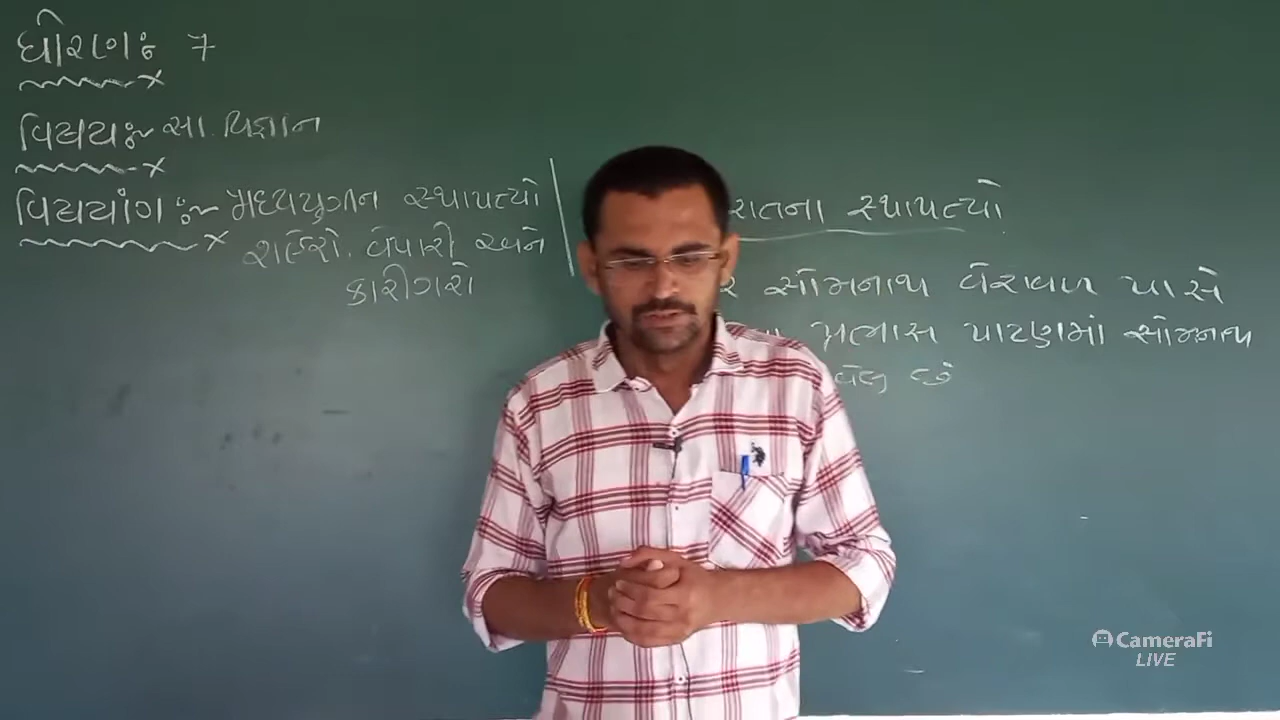 ધોરણ: 7
વિષય:- સા. વિજ્ઞાન
વિષયાંગ:- મધ્યયુગીન સ્થાપત્યો
શહેરો, વેપારી અને
કારીગરો
રાતના સ્થાપત્યો
ર સોમનાથ વેરાવળ પાસે
પ્રભાસ પાટણમાં સોમનાથ
છે
CameraFi
LIVE